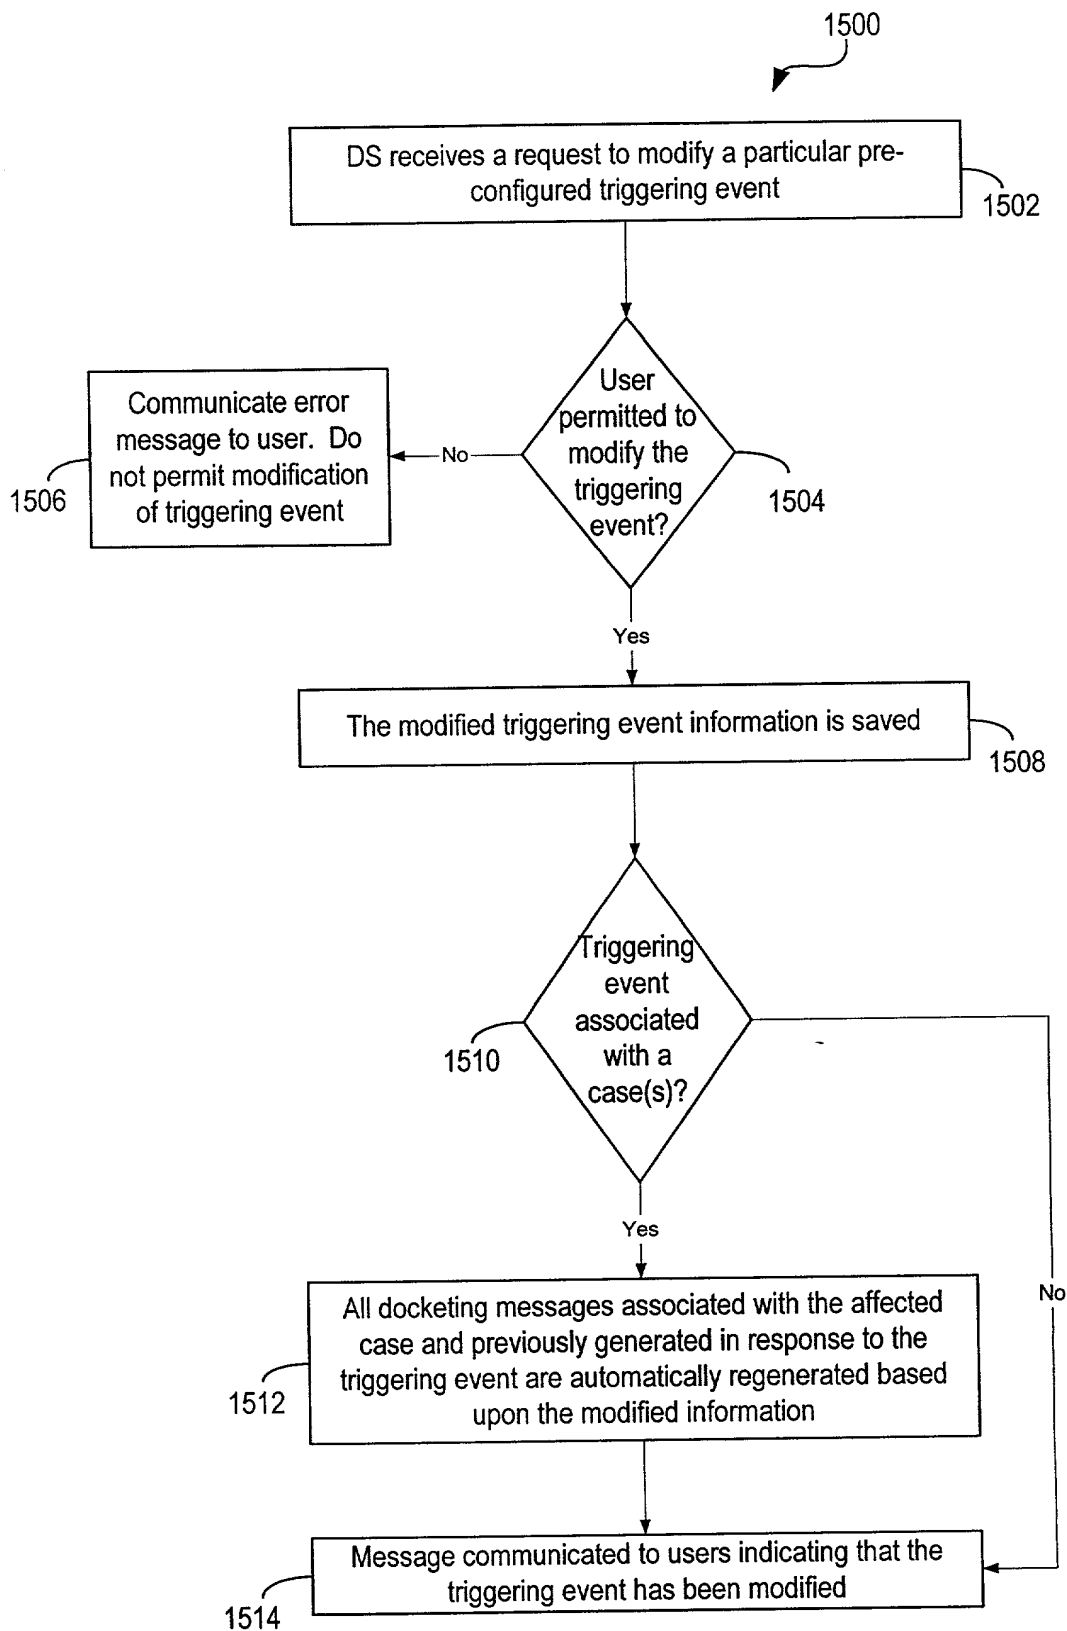 1500
DS receives a request to modify a particular pre-
configured triggering event
1502
User
permitted to
modify the
triggering
event?
1504
No
Communicate error
message to user.  Do
not permit modification
of triggering event
1506
Yes
The modified triggering event information is saved
1508
Triggering
event
associated
with a
case(s)?
1510
Yes
No
All docketing messages associated with the affected
case and previously generated in response to the
triggering event are automatically regenerated based
upon the modified information
1512
Message communicated to users indicating that the
triggering event has been modified
1514